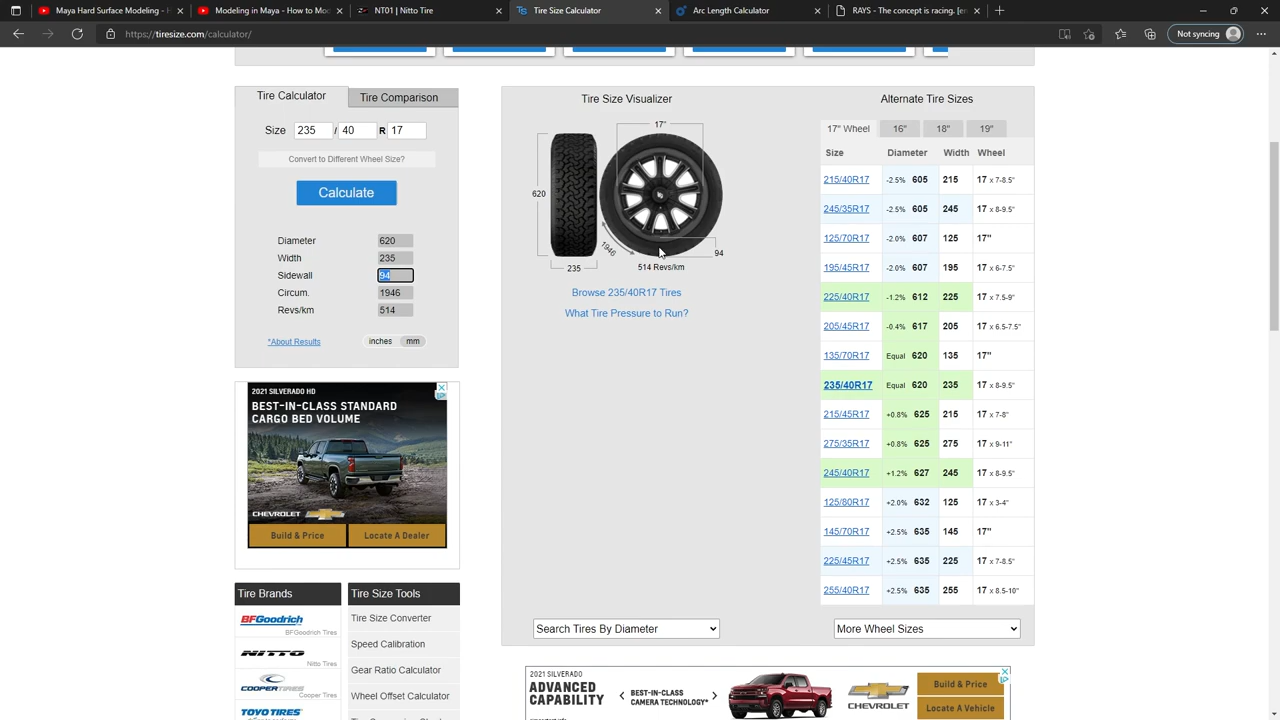 Maya Hard Surface Modeling -
Modeling in Maya - How to Mod
NT01 | Nitto Tire
Tire Size Calculator
Arc Length Calculator
RAYS - The concept is racing. [en
https://tiresize.com/calculator/
Not syncing
Tire Calculator
Tire Comparison
Size 235 / 40 R 17
Convert to Different Wheel Size?
Calculate
Diameter 620
Width 235
Sidewall 94
Circum. 1946
Revs/km 514
*About Results
inches mm
2021 SILVERADO HD
BEST-IN-CLASS STANDARD
CARGO BED VOLUME
CHEVROLET
Build & Price
Locate A Dealer
Tire Brands
BFGoodrich
BFGoodrich Tires
NITTO
Nitto Tires
COOPERTIRES
Cooper Tires
TOYO TIRES
Tire Size Tools
Tire Size Converter
Speed Calibration
Gear Ratio Calculator
Wheel Offset Calculator
Tire Size Visualizer
17"
620
1946
94
235
514 Revs/km
Browse 235/40R17 Tires
What Tire Pressure to Run?
Search Tires By Diameter
Alternate Tire Sizes
17" Wheel 16" 18" 19"
Size Diameter Width Wheel
215/40R17 -2.5% 605 215 17 x 7-8.5"
245/35R17 -2.5% 605 245 17 x 8-9.5"
125/70R17 -2.0% 607 125 17"
195/45R17 -2.0% 607 195 17 x 6-7.5"
225/40R17 -1.2% 612 225 17 x 7.5-9"
205/45R17 -0.4% 617 205 17 x 6.5-7.5"
135/70R17 Equal 620 135 17"
235/40R17 Equal 620 235 17 x 8-9.5"
215/45R17 +0.8% 625 215 17 x 7-8"
275/35R17 +0.8% 625 275 17 x 9-11"
245/40R17 +1.2% 627 245 17 x 8-9.5"
125/80R17 +2.0% 632 125 17 x 3-4"
145/70R17 +2.5% 635 145 17"
225/45R17 +2.5% 635 225 17 x 7-8.5"
255/40R17 +2.5% 635 255 17 x 8.5-10"
More Wheel Sizes
2021 SILVERADO
ADVANCED
CAPABILITY
BEST-IN-CLASS
CAMERA TECHNOLOGY*
CHEVROLET
Build & Price
Locate A Vehicle